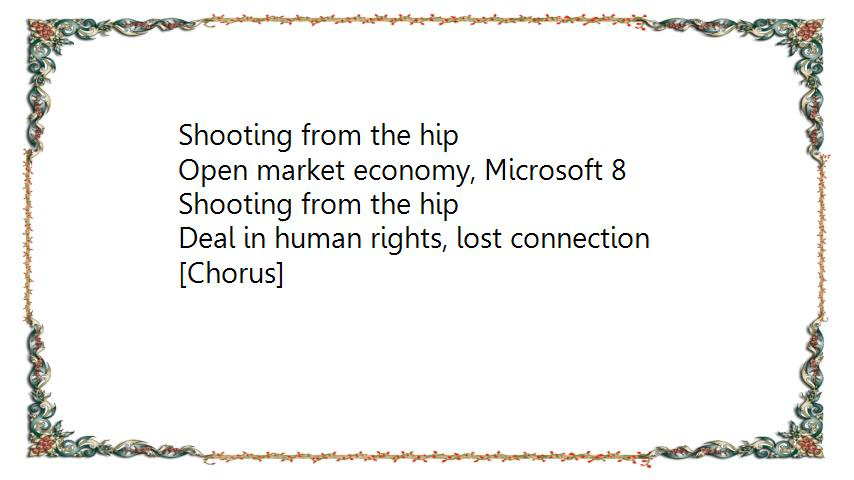 Shooting from the hip
Open market economy, Microsoft 8
Shooting from the hip
Deal in human rights, lost connection
[Chorus]